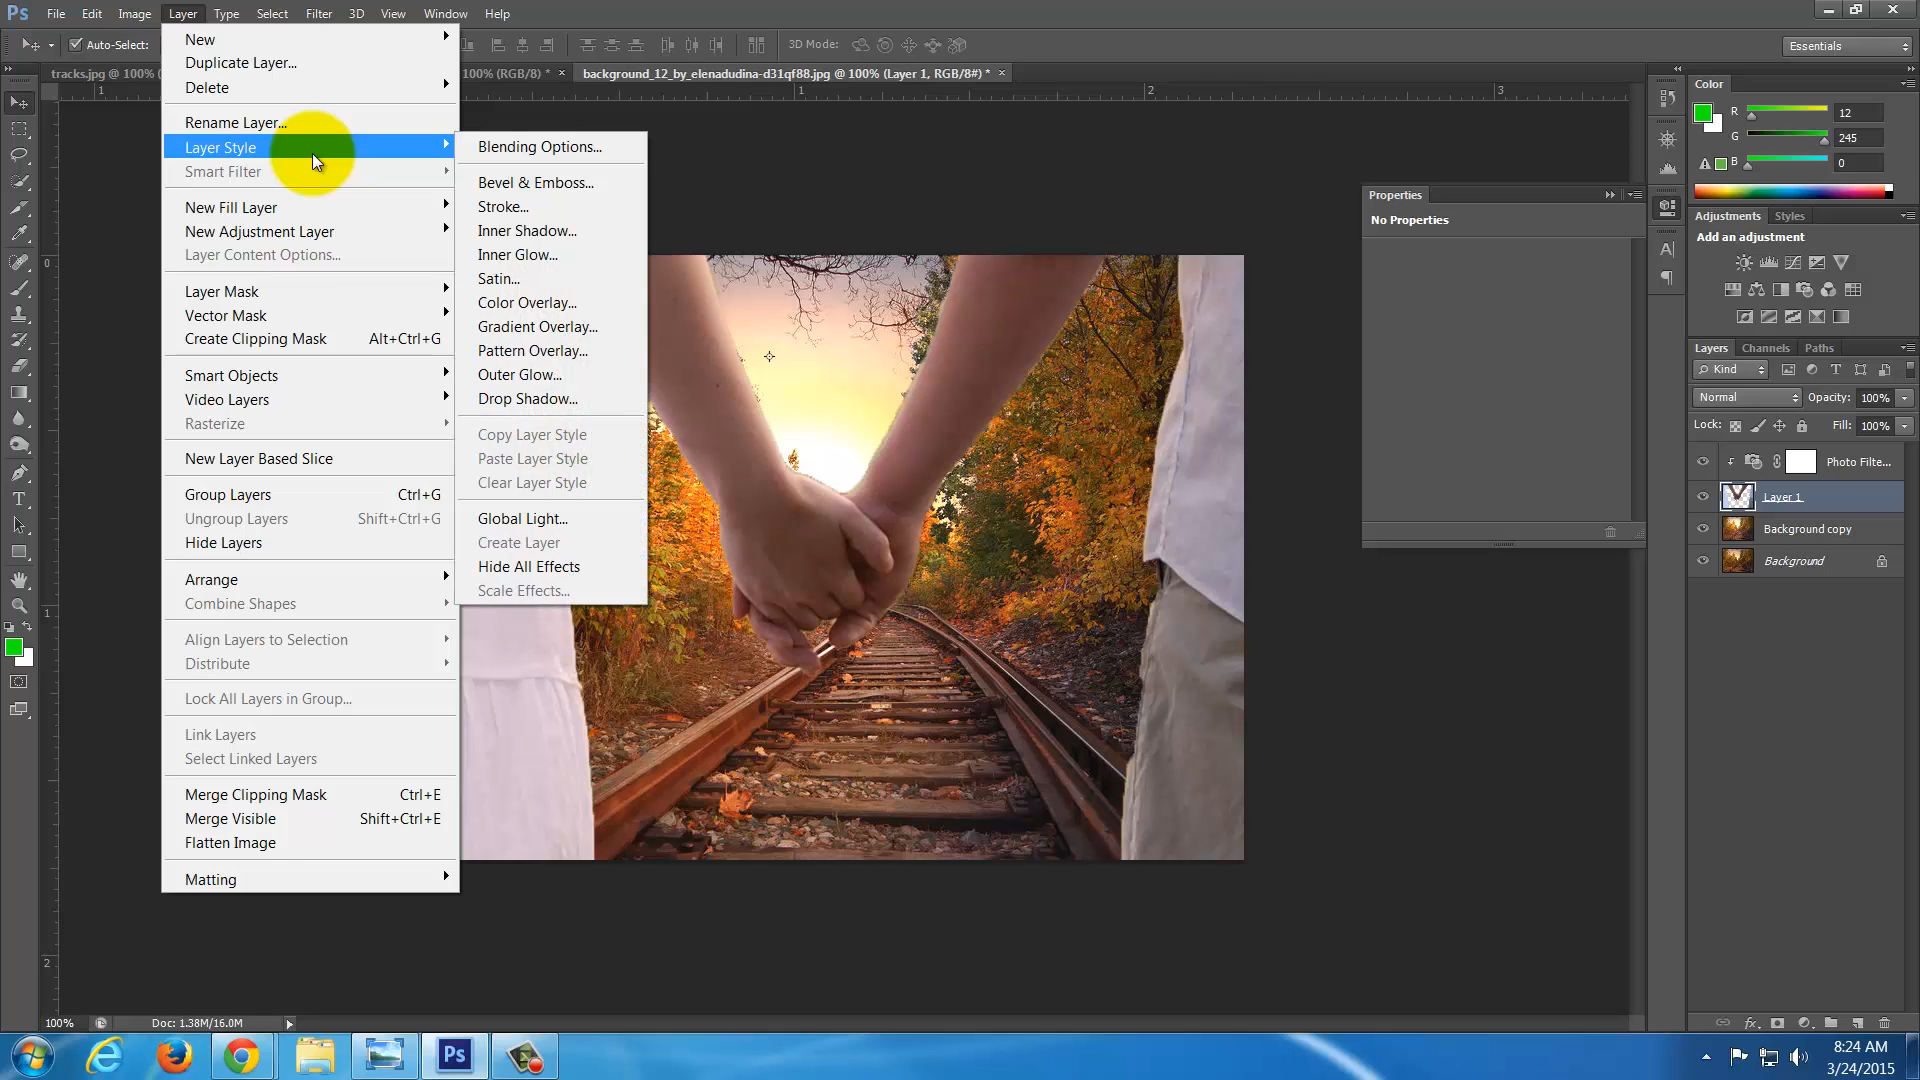 Ps File Edit Image Layer Type Select Filter 3D View Window Help
Auto-Select: 3D Mode: Essentials
tracks.jpg @ 100% ( 100% (RGB/8) * × background_12_by_elenadudina-d31qf88.jpg @ 100% (Layer 1, RGB/8#) * ×
1 1 2 3
0
1
2
New
Duplicate Layer...
Delete
Rename Layer...
Layer Style
Smart Filter
New Fill Layer
New Adjustment Layer
Layer Content Options...
Layer Mask
Vector Mask
Create Clipping Mask Alt+Ctrl+G
Smart Objects
Video Layers
Rasterize
New Layer Based Slice
Group Layers Ctrl+G
Ungroup Layers Shift+Ctrl+G
Hide Layers
Arrange
Combine Shapes
Align Layers to Selection
Distribute
Lock All Layers in Group...
Link Layers
Select Linked Layers
Merge Clipping Mask Ctrl+E
Merge Visible Shift+Ctrl+E
Flatten Image
Matting
Blending Options...
Bevel & Emboss...
Stroke...
Inner Shadow...
Inner Glow...
Satin...
Color Overlay...
Gradient Overlay...
Pattern Overlay...
Outer Glow...
Drop Shadow...
Copy Layer Style
Paste Layer Style
Clear Layer Style
Global Light...
Create Layer
Hide All Effects
Scale Effects...
Properties
No Properties
Color
R 12
G 245
B 0
Adjustments Styles
Add an adjustment
Layers Channels Paths
Kind
Normal Opacity: 100%
Lock: Fill: 100%
Photo Filte...
Layer 1
Background copy
Background
100% Doc: 1.38M/16.0M
Ps
8:24 AM
3/24/2015